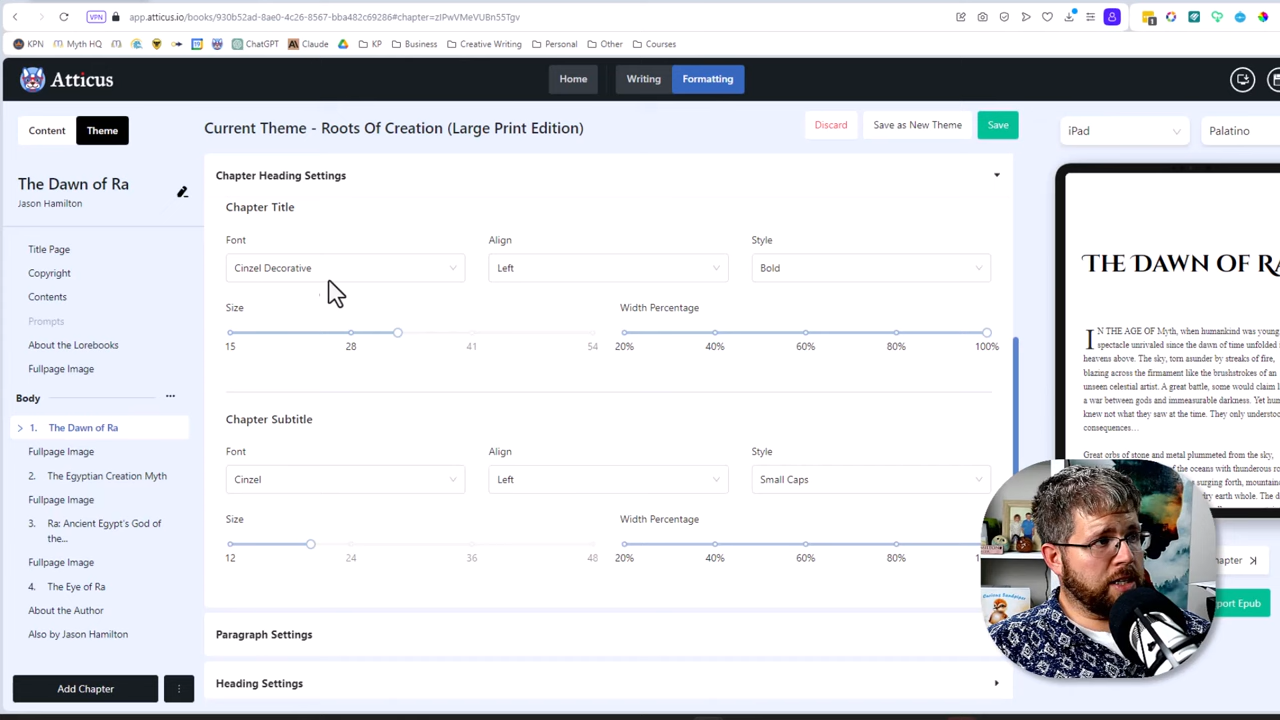 app.atticus.io/books/930b52ad-8ae0-4c26-8567-bba482c69286#chapter=zIPwVMeVUBn55Tgv
VPN
KPN
Myth HQ
ChatGPT
Claude
KP
Business
Creative Writing
Personal
Other
Courses
Atticus
Home
Writing
Formatting
Content
Theme
Current Theme - Roots Of Creation (Large Print Edition)
Discard
Save as New Theme
Save
iPad
Palatino
The Dawn of Ra
Jason Hamilton
Title Page
Copyright
Contents
Prompts
About the Lorebooks
Fullpage Image
Body
1. The Dawn of Ra
Fullpage Image
2. The Egyptian Creation Myth
Fullpage Image
3. Ra: Ancient Egypt's God of
the...
Fullpage Image
4. The Eye of Ra
About the Author
Also by Jason Hamilton
Add Chapter
Chapter Heading Settings
Chapter Title
Font
Align
Style
Cinzel Decorative
Left
Bold
Size
Width Percentage
15
28
41
54
20%
40%
60%
80%
100%
Chapter Subtitle
Font
Align
Style
Cinzel
Left
Small Caps
Size
Width Percentage
12
24
36
48
20%
40%
60%
80%
1
Paragraph Settings
Heading Settings
THE DAWN OF RA
IN THE AGE OF Myth, when humankind was young
spectacle unrivaled since the dawn of time unfolded
heavens above. The sky, torn asunder by streaks of fire,
blazing across the firmament like the brushstrokes of an
unseen celestial artist. A great battle, some would claim
a war between gods and immeasurable darkness. Yet hum
knew not what they saw at the time. They only understoo
consequences…
Great orbs of stone and metal plummeted from the sky,
of the oceans with thunderous
surging forth, mountains
dry earth whole. The
hapter
port Epub